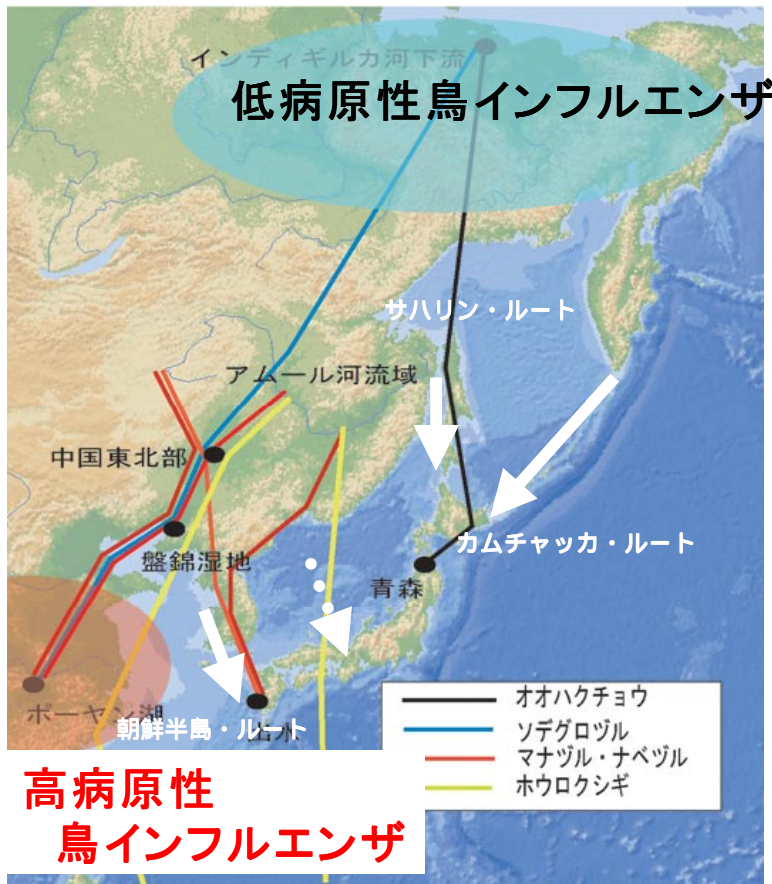 インディギルカ河下流
低病原性鳥インフルエンザ
サハリン・ルート
アムール河流域
中国東北部
カムチャッカ・ルート
盤錦湿地
青森
ポーヤン湖
朝鮮半島・ルート
出水
オオハクチョウ
ソデグロヅル
マナヅル・ナベヅル
ホウロクシギ
高病原性
鳥インフルエンザ